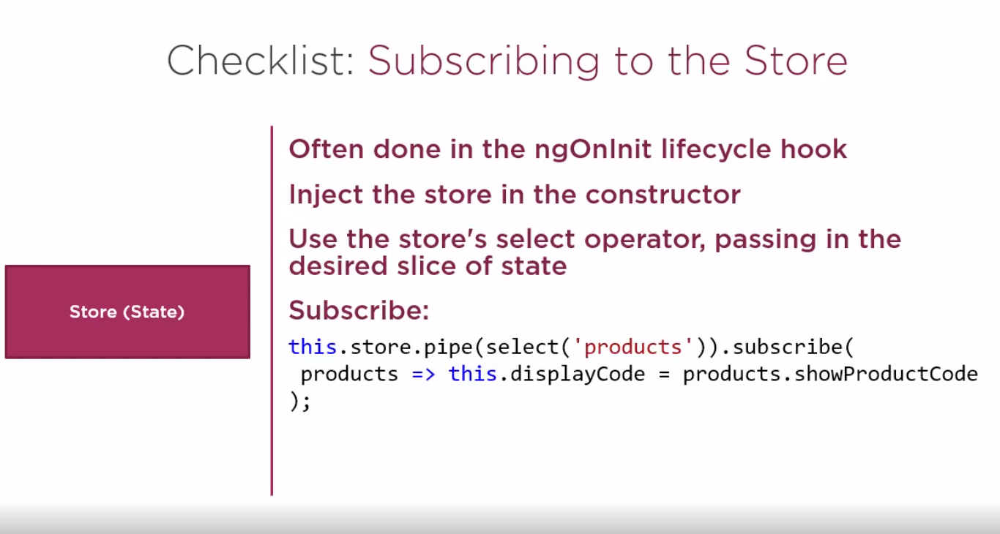 Checklist: Subscribing to the Store
Often done in the ngOnInit lifecycle hook
Inject the store in the constructor
Use the store's select operator, passing in the
desired slice of state
Store (State)
Subscribe:
this.store.pipe(select('products')).subscribe(
 products => this.displayCode = products.showProductCode
);